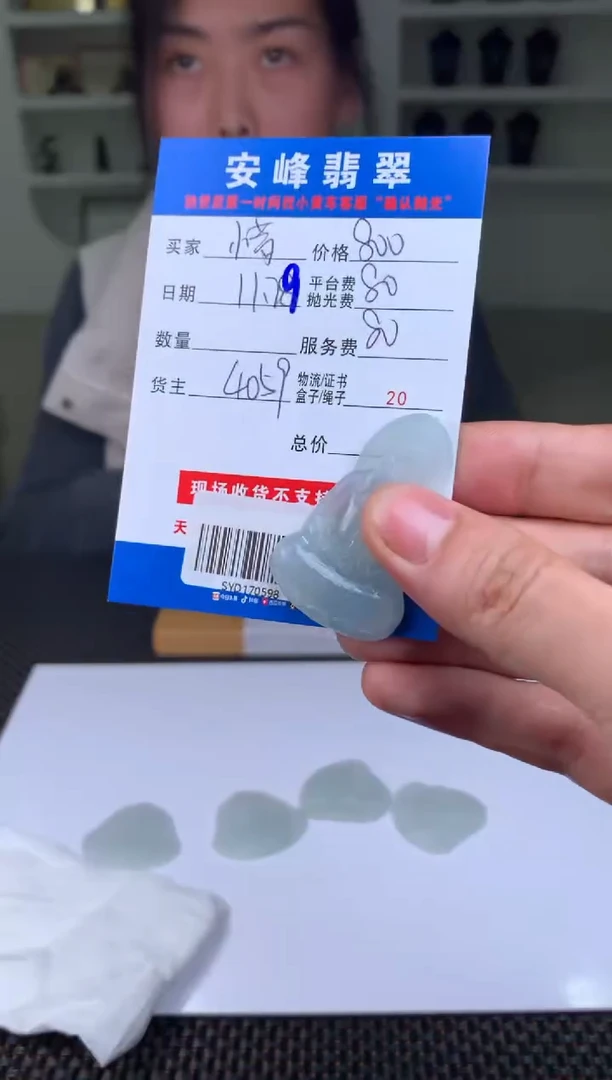 安峰翡翠
买家 价格 800
日期 11.29 平台费 抛光费 80
数量 服务费 80
货主 4059 物流/证书 盒子/绳子 20
总价
现场收货不支持
天
SYD170598